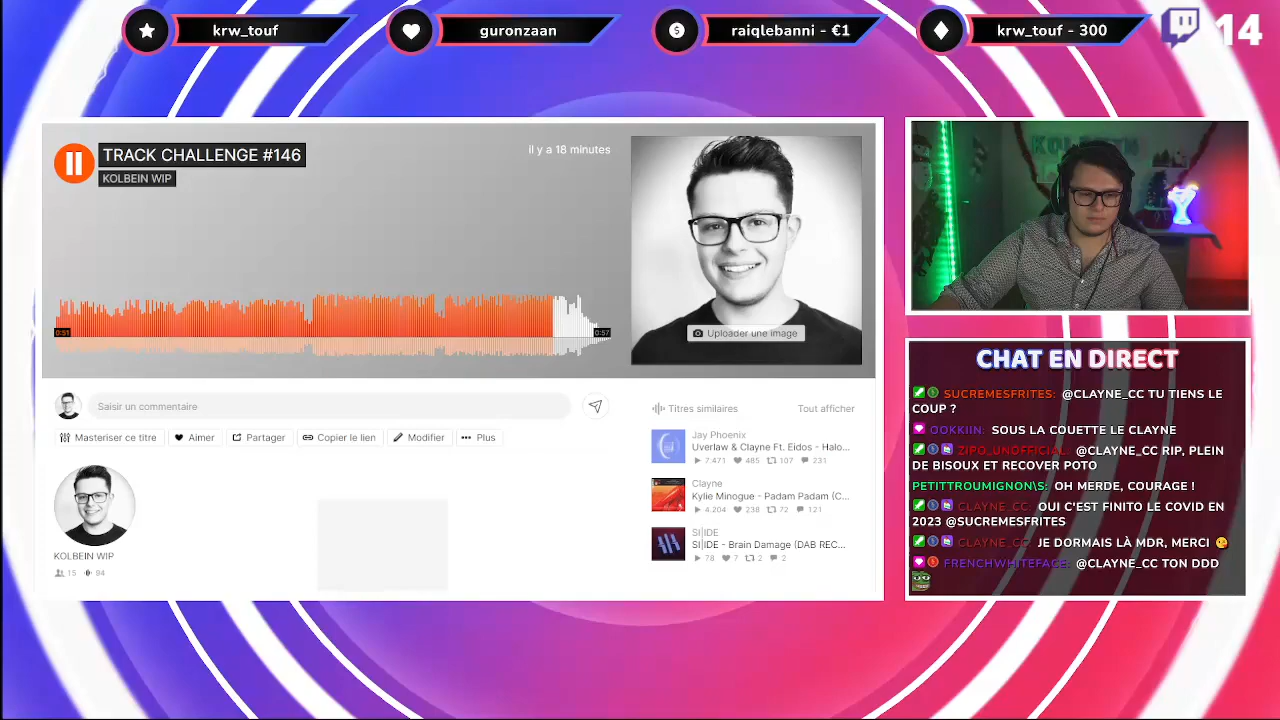 krw_touf
guronzaan
raiqlebanni - €1
krw_touf - 300
14
TRACK CHALLENGE #146
KOLBEIN WIP
il y a 18 minutes
0:51
0:57
Uploader une image
Saisir un commentaire
Masteriser ce titre
Aimer
Partager
Copier le lien
Modifier
Plus
KOLBEIN WIP
15
84
Titres similaires
Tout afficher
Jay Phoenix
Uverlaw & Clayne Ft. Eidos - Halo...
7.471 485 107 231
Clayne
Kylie Minogue - Padam Padam (C...
4.204 238 72 121
SI|IDE
SI|IDE - Brain Damage (DAB REC...
78 7 2 2
CHAT EN DIRECT
SUCREMESFRITES: @CLAYNE_CC TU TIENS LE
COUP ?
OOKKIIN: SOUS LA COUETTE LE CLAYNE
ZIPO_UNOFFICIAL: @CLAYNE_CC RIP, PLEIN
DE BISOUX ET RECOVER POTO
PETITTROUMIGNON\S: OH MERDE, COURAGE !
CLAYNE_CC: OUI C'EST FINITO LE COVID EN
2023 @SUCREMESFRITES
CLAYNE_CC: JE DORMAIS LÀ MDR, MERCI
FRENCHWHITEFACE: @CLAYNE_CC TON DDD